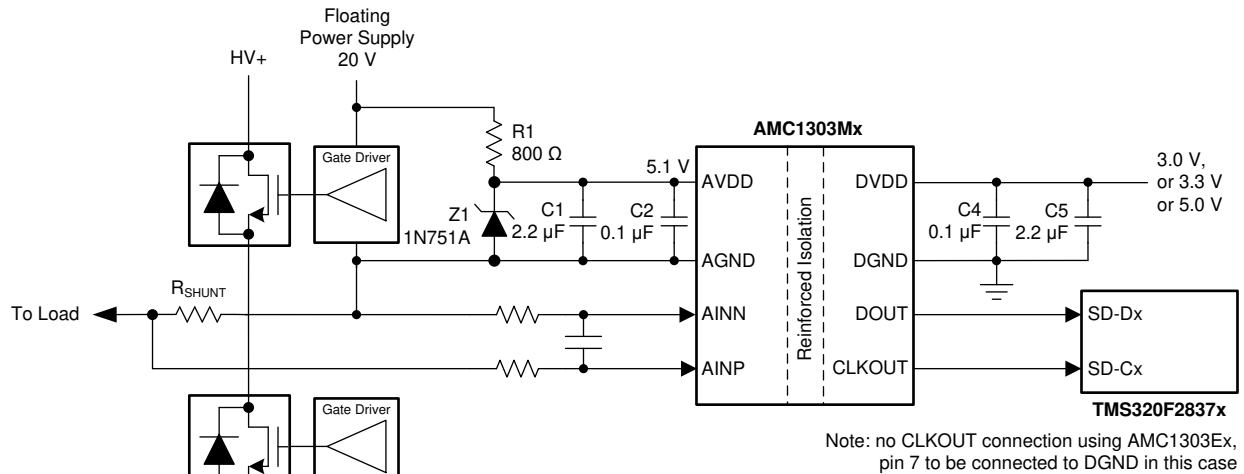 Floating
Power Supply
20 V
HV+
R1
800 Ω
Gate Driver
AMC1303Mx
5.1 V
AVDD
DVDD
3.0 V,
or 3.3 V
or 5.0 V
Z1
1N751A
C1
2.2 µF
C2
0.1 µF
C4
0.1 µF
C5
2.2 µF
Reinforced Isolation
AGND
DGND
RSHUNT
To Load
AINN
DOUT
SD-Dx
AINP
CLKOUT
SD-Cx
TMS320F2837x
Gate Driver
Note: no CLKOUT connection using AMC1303Ex,
pin 7 to be connected to DGND in this case